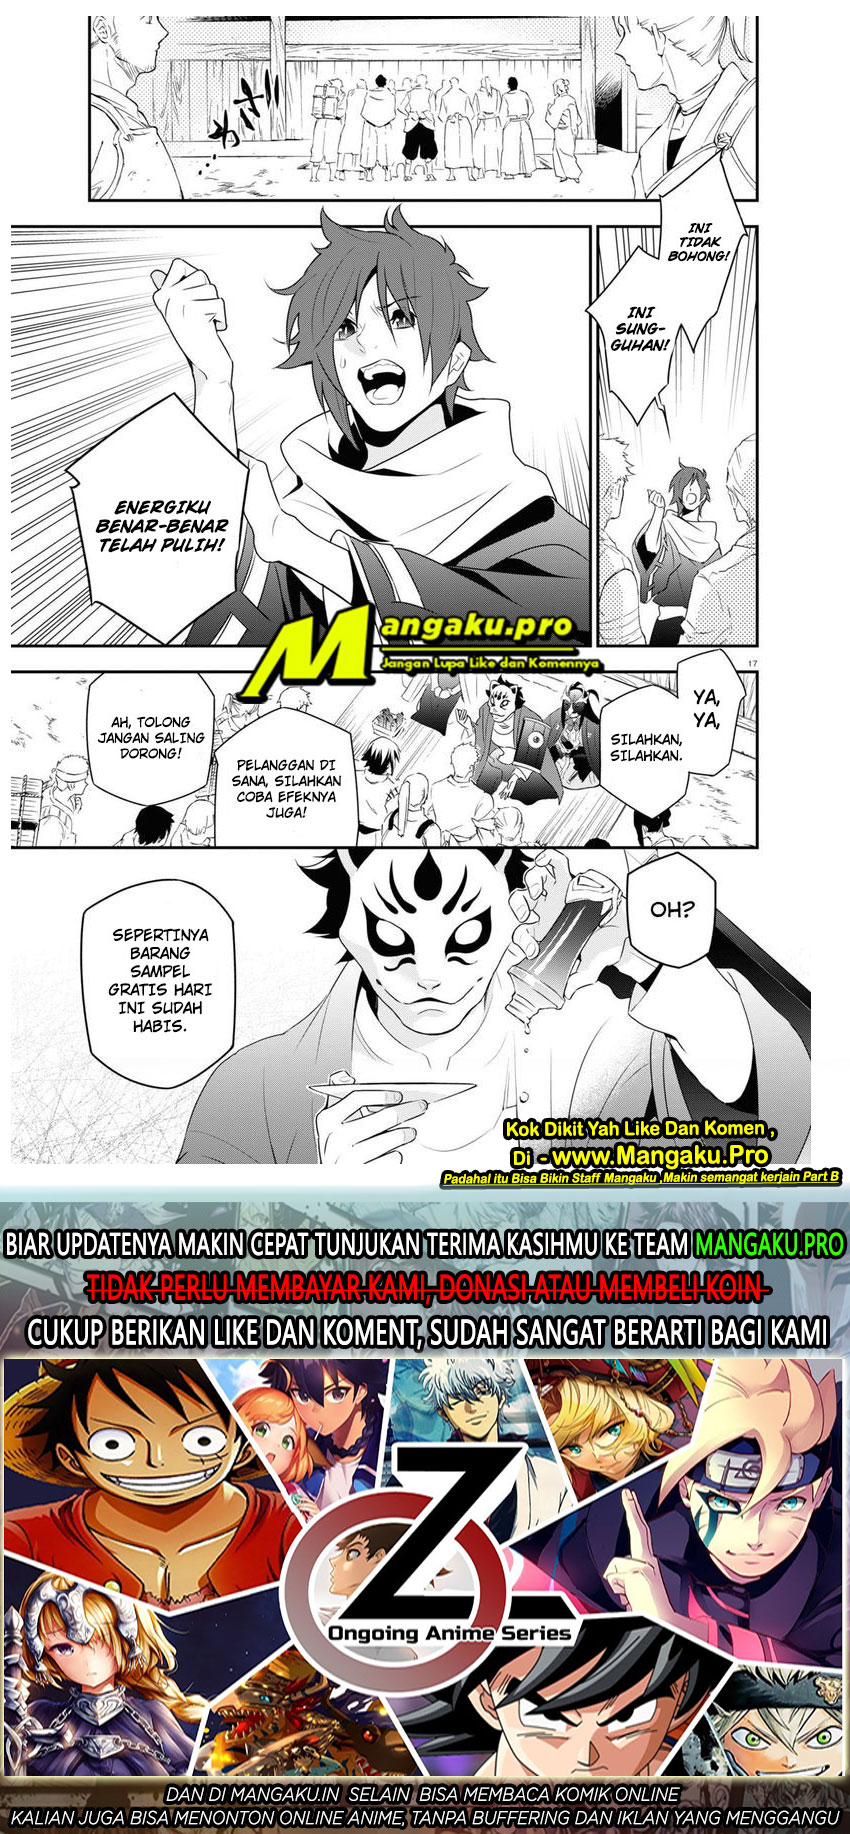 ざわ...
INI
TIDAK
BOHONG!
INI
SUNG-
GUHAN!
ENERGIKU
BENAR-BENAR
TELAH PULIH!
Mangaku.pro
Jangan Lupa Like dan Komennya
17
YA,
YA,
SILAHKAN,
SILAHKAN.
PELANGGAN DI
SANA, SILAHKAN
COBA EFEKNYA
JUGA!
AH, TOLONG
JANGAN SALING
DORONG!
OH?
SEPERTINYA
BARANG
SAMPEL
GRATIS HARI
INI SUDAH
HABIS.
Kok Dikit Yah Like Dan Komen ,
Di - www.Mangaku.Pro
Padahal itu Bisa Bikin Staff Mangaku ,Makin semangat kerjain Part B
BIAR UPDATENYA MAKIN CEPAT TUNJUKAN TERIMA KASIHMU KE TEAM MANGAKU.PRO
TIDAK PERLU MEMBAYAR KAMI, DONASI ATAU MEMBELI KOIN
CUKUP BERIKAN LIKE DAN KOMENT, SUDAH SANGAT BERARTI BAGI KAMI
OZ
Ongoing Anime Series
DAN DI MANGAKU.IN SELAIN BISA MEMBACA KOMIK ONLINE
KALIAN JUGA BISA MENONTON ONLINE ANIME, TANPA BUFFERING DAN IKLAN YANG MENGGANGU